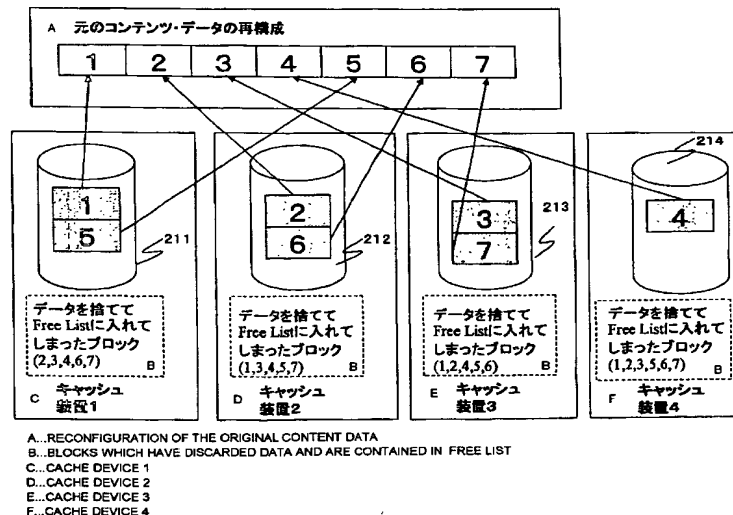 A 元のコンテンツ・データの再構成
1 2 3 4 5 6 7
1
5
211
2
6
212
3
7
213
4
214
データを捨てて
Free Listに入れて
しまったブロック
(2,3,4,6,7) B
データを捨てて
Free Listに入れて
しまったブロック
(1,3,4,5,7) B
データを捨てて
Free Listに入れて
しまったブロック
(1,2,4,5,6) B
データを捨てて
Free Listに入れて
しまったブロック
(1,2,3,5,6,7) B
C キャッシュ
装置1
D キャッシュ
装置2
E キャッシュ
装置3
F キャッシュ
装置4
A...RECONFIGURATION OF THE ORIGINAL CONTENT DATA
B...BLOCKS WHICH HAVE DISCARDED DATA AND ARE CONTAINED IN FREE LIST
C...CACHE DEVICE 1
D...CACHE DEVICE 2
E...CACHE DEVICE 3
F...CACHE DEVICE 4